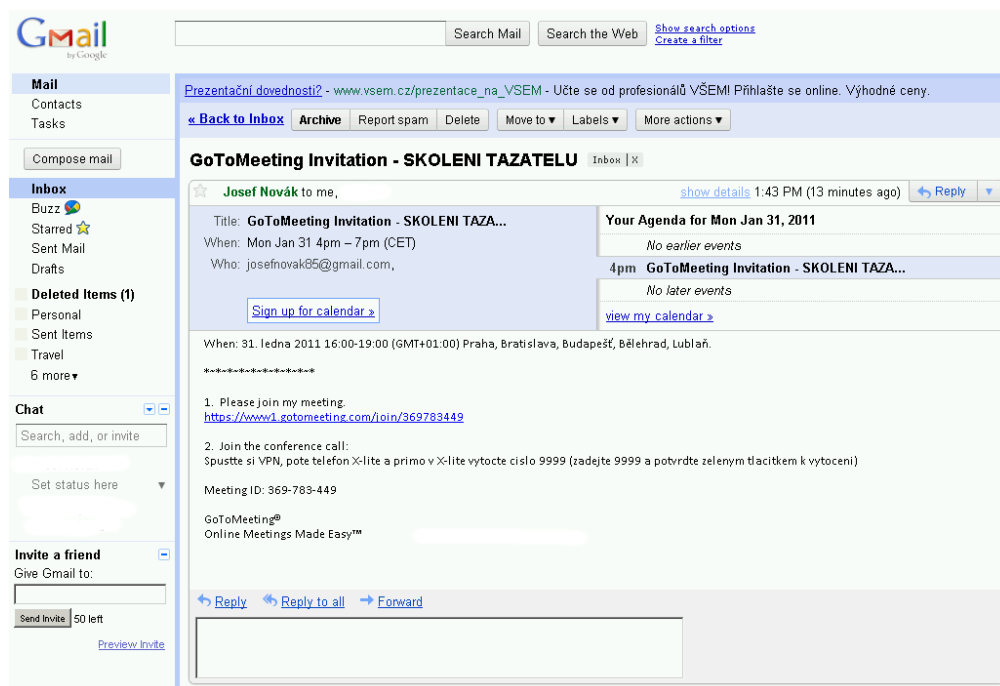 Gmail
by Google
Search Mail
Search the Web
Show search options
Create a filter
Mail
Contacts
Tasks
Compose mail
Inbox
Buzz
Starred
Sent Mail
Drafts
Deleted Items (1)
Personal
Sent Items
Travel
6 more▾
Chat
Search, add, or invite
Set status here
Invite a friend
Give Gmail to:
Send Invite 50 left
Preview Invite
Prezentační dovednosti? - www.vsem.cz/prezentace_na_VSEM - Učte se od profesionálů VŠEM! Přihlašte se online. Výhodné ceny.
« Back to Inbox Archive Report spam Delete Move to ▾ Labels ▾ More actions ▾
GoToMeeting Invitation - SKOLENI TAZATELU Inbox | X
Josef Novák to me, show details 1:43 PM (13 minutes ago) Reply
Title: GoToMeeting Invitation - SKOLENI TAZA...
When: Mon Jan 31 4pm – 7pm (CET)
Who: josefnovak85@gmail.com,
Sign up for calendar »
Your Agenda for Mon Jan 31, 2011
No earlier events
4pm GoToMeeting Invitation - SKOLENI TAZA...
No later events
view my calendar »
When: 31. ledna 2011 16:00-19:00 (GMT+01:00) Praha, Bratislava, Budapešť, Bělehrad, Lublaň.
*~*~*~*~*~*~*~*~*~*
1. Please join my meeting.
https://www1.gotomeeting.com/join/369783449
2. Join the conference call:
Spustte si VPN, pote telefon X-lite a primo v X-lite vytocte cislo 9999 (zadejte 9999 a potvrdte zelenym tlacitkem k vytoceni)
Meeting ID: 369-783-449
GoToMeeting®
Online Meetings Made Easy™
Reply Reply to all Forward